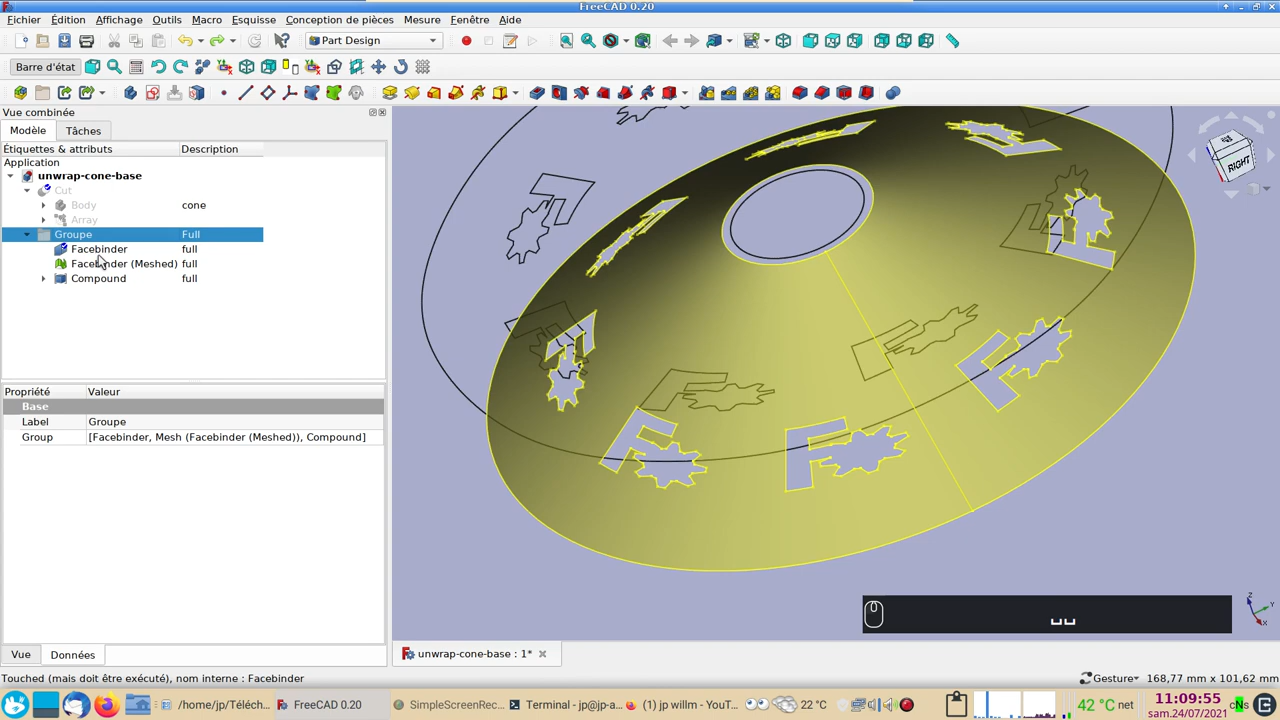 FreeCAD 0.20
Fichier Édition Affichage Outils Macro Esquisse Conception de pièces Mesure Fenêtre Aide
Part Design
Barre d'état
Vue combinée
Modèle Tâches
Étiquettes & attributs Description
Application
unwrap-cone-base
Cut
Body cone
Array
Groupe Full
Facebinder full
Facebinder (Meshed) full
Compound full
RIGHT
Propriété Valeur
Base
Label Groupe
Group [Facebinder, Mesh (Facebinder (Meshed)), Compound]
Z
Y
X
Vue Données
unwrap-cone-base : 1*
Touched (mais doit être exécuté), nom interne : Facebinder
Gesture 168,77 mm x 101,62 mm
/home/jp/Téléch... FreeCAD 0.20 SimpleScreenRec... Terminal - jp@jp-a... (1) jp willm - YouT... 22 °C 42 °C net 11:09:55 cNs
sam.24/07/2021